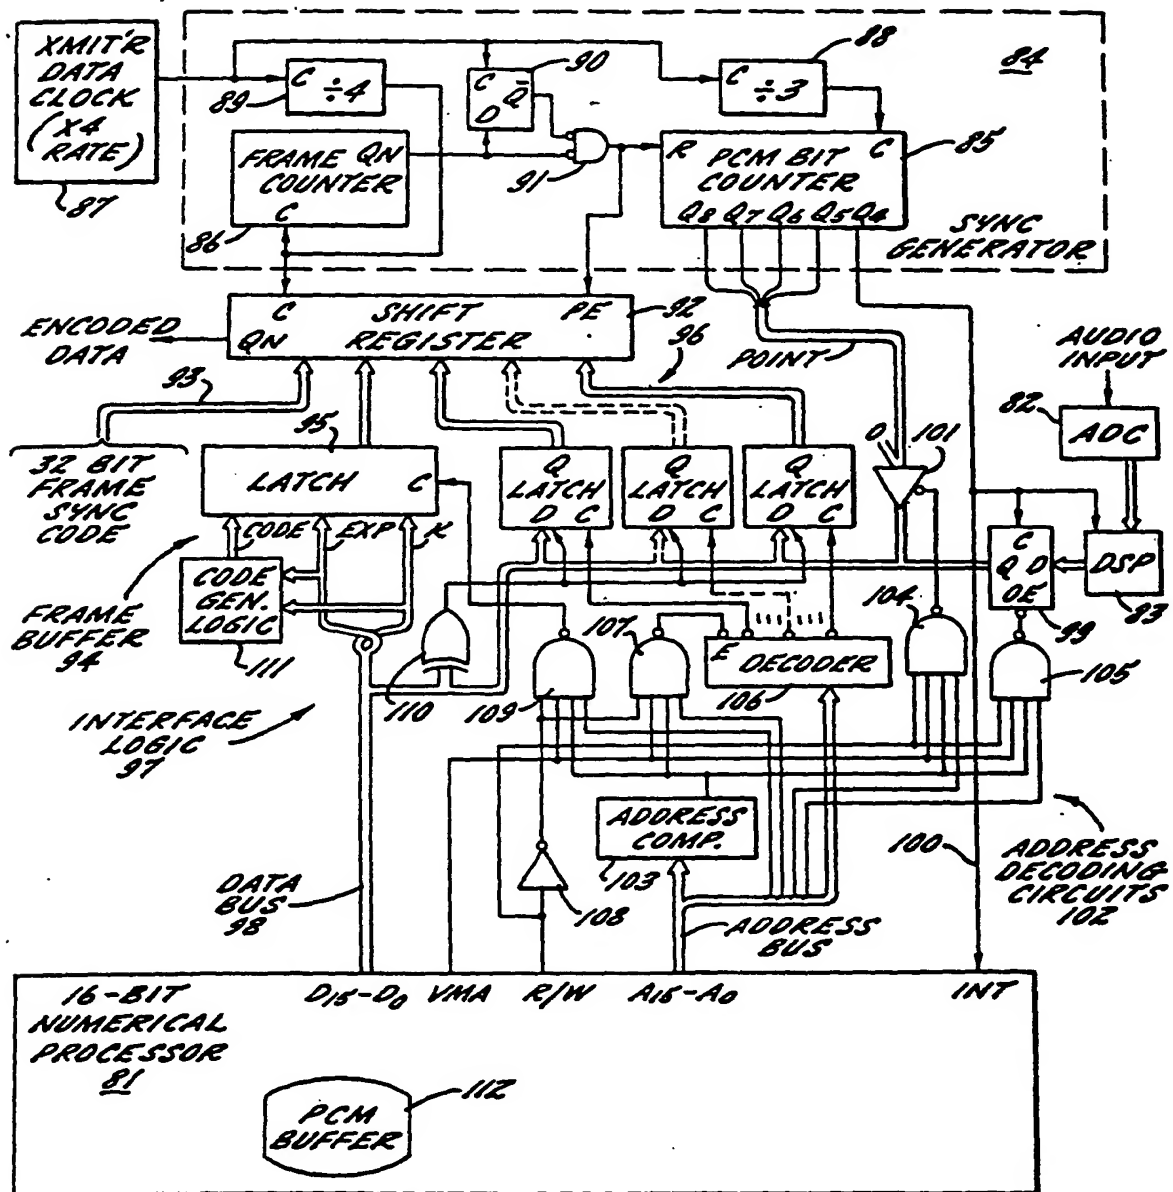 XMIT'R
DATA
CLOCK
(X4
RATE)
87
C
÷4
89
C
Q̄
D
90
C
÷3
88
84
FRAME QN
COUNTER
C
86
91
R
PCM BIT
COUNTER
C
Q8 Q7 Q6 Q5 Q4
85
SYNC
GENERATOR
C
SHIFT
PE
QN
REGISTER
92
ENCODED
DATA
96
93
POINT
AUDIO
INPUT
82
ADC
32 BIT
FRAME
SYNC
CODE
95
LATCH
C
CODE
EXP
K
Q
LATCH
D C
Q
LATCH
D C
Q
LATCH
D C
0
101
C
Q D
OE
99
DSP
83
FRAME
BUFFER
94
CODE
GEN.
LOGIC
111
110
109
107
E DECODER
106
104
105
INTERFACE
LOGIC
97
ADDRESS
COMP.
103
108
100
ADDRESS
DECODING
CIRCUITS
102
DATA
BUS
98
ADDRESS
BUS
16-BIT
NUMERICAL
PROCESSOR
81
D15-D0
VMA
R/W
A15-A0
INT
112
PCM
BUFFER